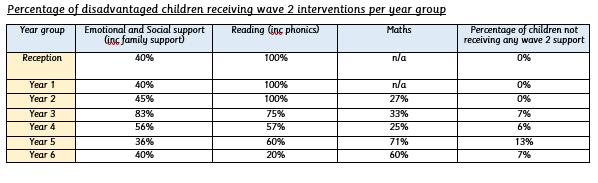 Percentage of disadvantaged children receiving wave 2 interventions per year group
Year group Emotional and Social support Reading (inc phonics) Maths Percentage of children not
(inc family support) receiving any wave 2 support
Reception 40% 100% n/a 0%
Year 1 40% 100% n/a 0%
Year 2 45% 100% 27% 0%
Year 3 83% 75% 33% 7%
Year 4 56% 57% 25% 6%
Year 5 36% 60% 71% 13%
Year 6 40% 20% 60% 7%